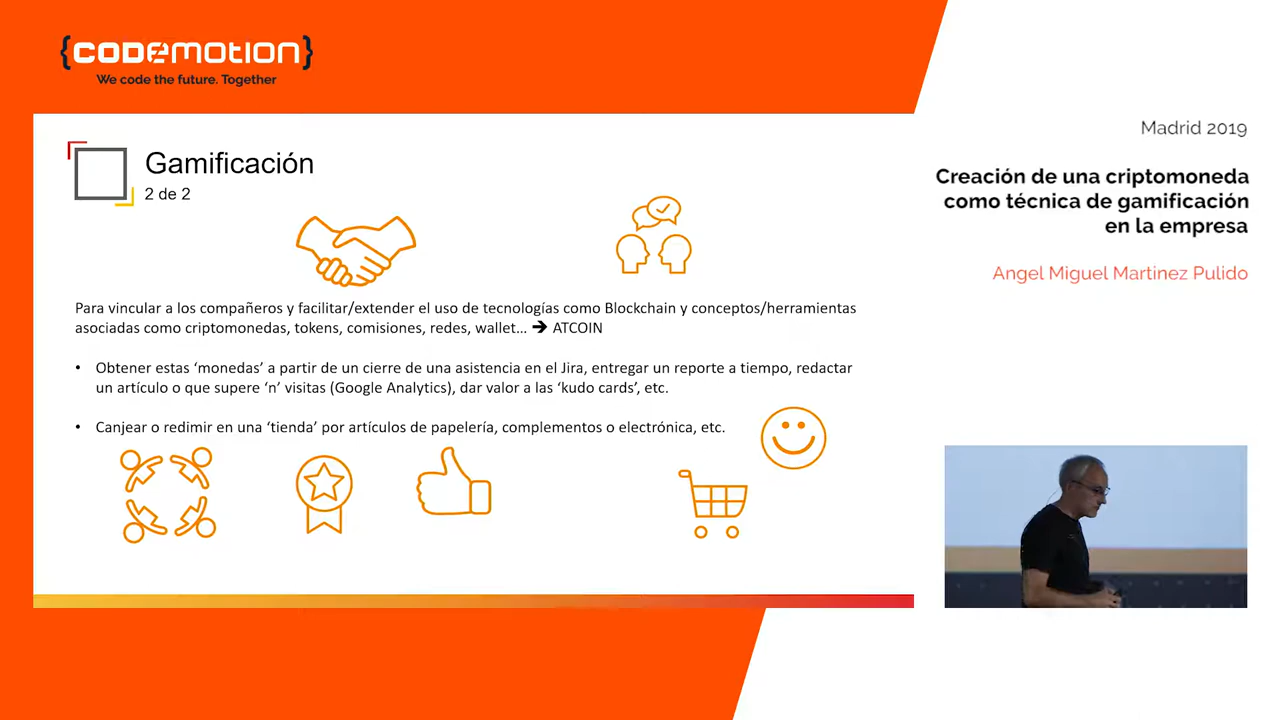 {CODEMOTION}
We code the future. Together
Madrid 2019
Creación de una criptomoneda
como técnica de gamificación
en la empresa
Angel Miguel Martinez Pulido
Gamificación
2 de 2
Para vincular a los compañeros y facilitar/extender el uso de tecnologías como Blockchain y conceptos/herramientas
asociadas como criptomonedas, tokens, comisiones, redes, wallet... ➔ ATCOIN
• Obtener estas ‘monedas’ a partir de un cierre de una asistencia en el Jira, entregar un reporte a tiempo, redactar
un artículo o que supere ‘n’ visitas (Google Analytics), dar valor a las ‘kudo cards’, etc.
• Canjear o redimir en una ‘tienda’ por artículos de papelería, complementos o electrónica, etc.